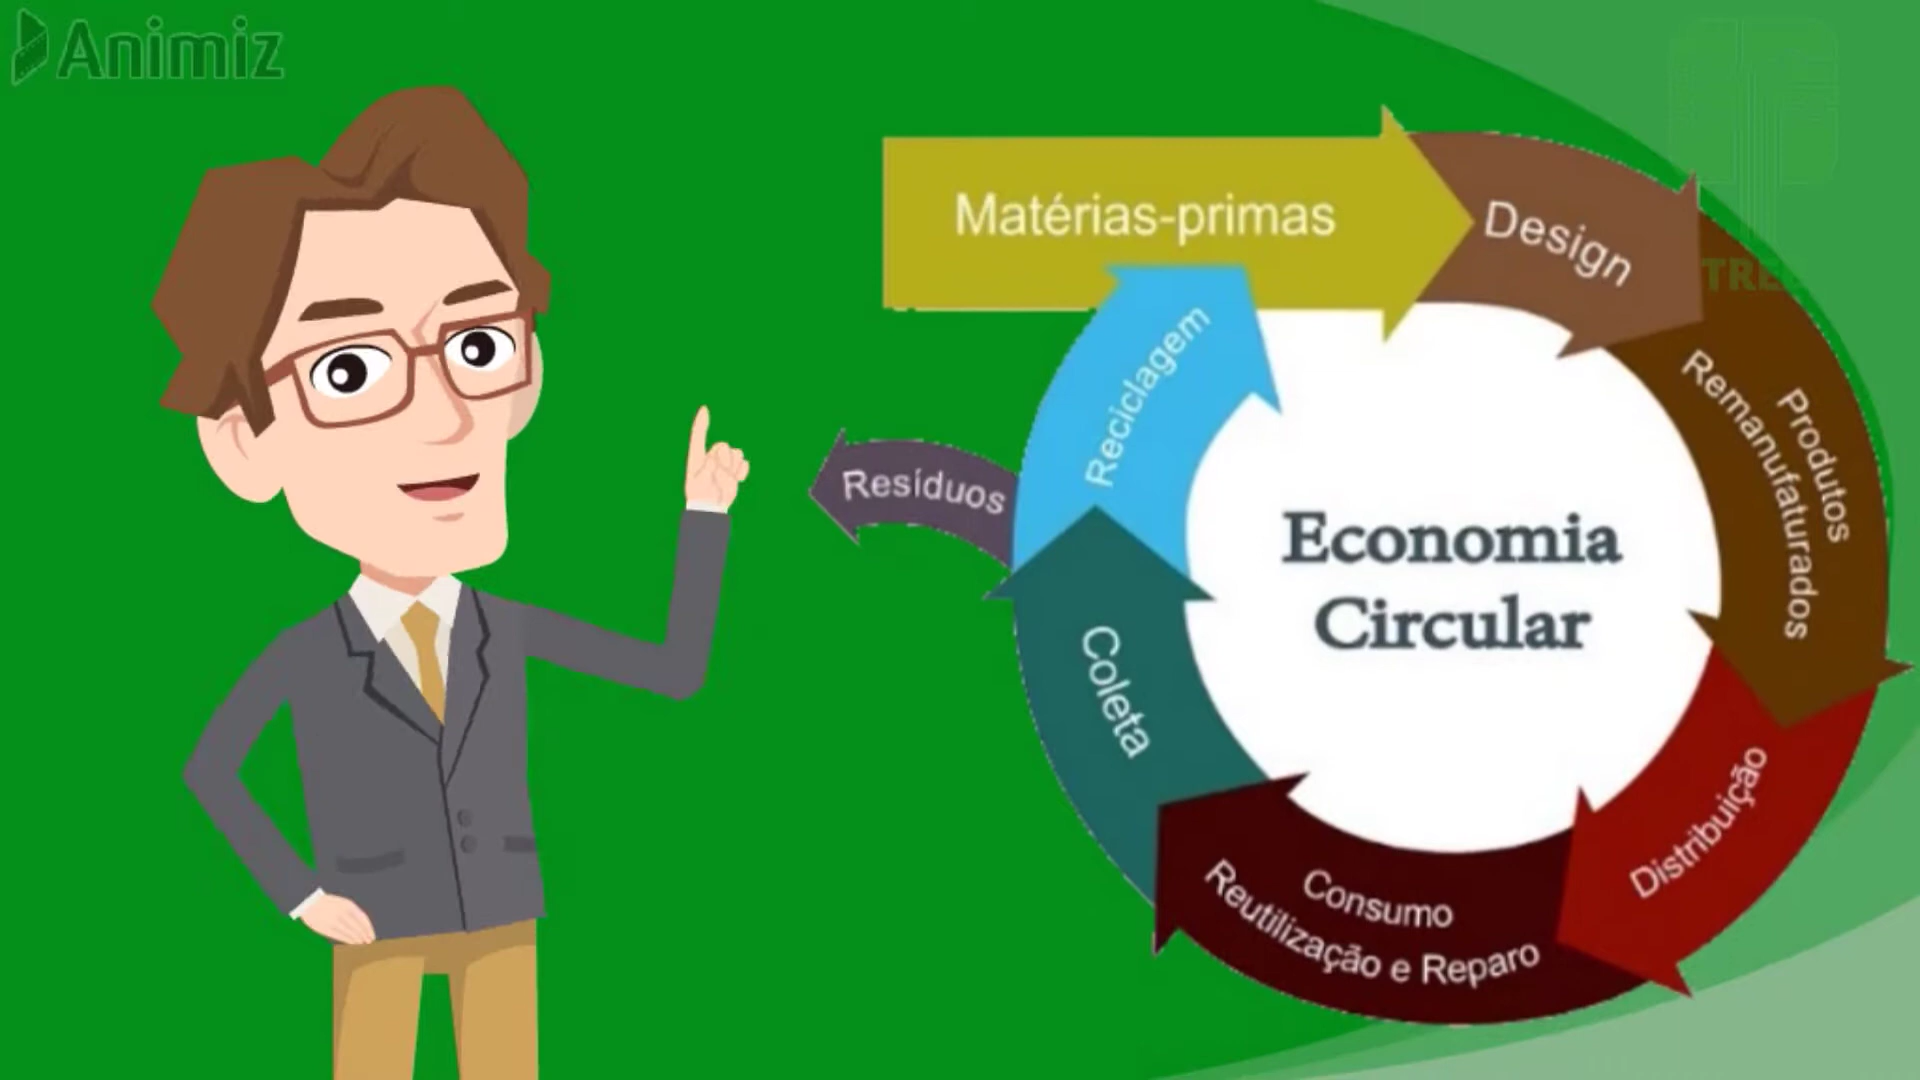 Animiz
Matérias-primas
Design
Produtos
Remanufaturados
Distribuição
Consumo
Reutilização e Reparo
Coleta
Reciclagem
Resíduos
Economia
Circular